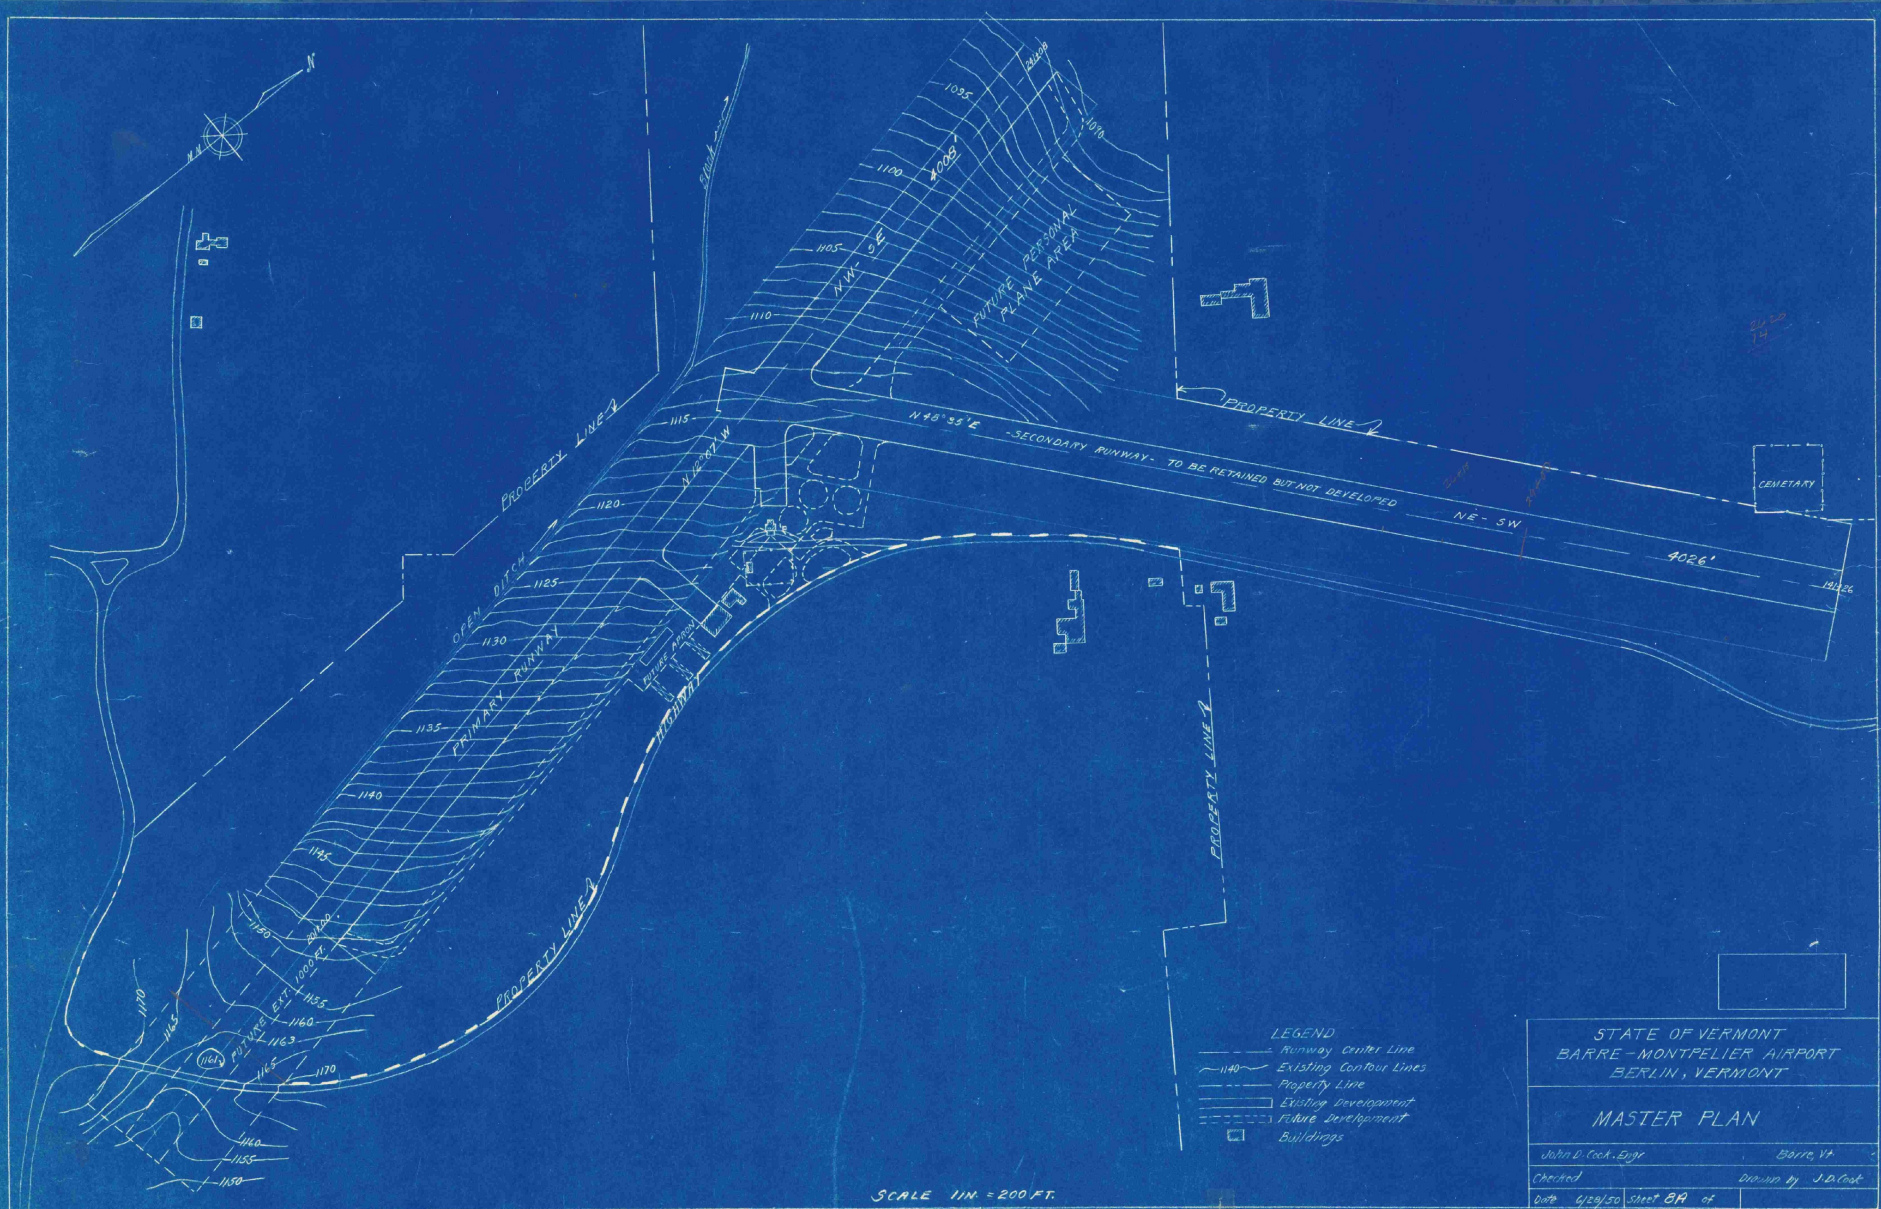 N
M.N.
BROOK
1095
1090
1100
4008'
1105
NW-SE
FUTURE PERSONAL
PLANE AREA
1110
1115
PROPERTY LINE
N 48° 35' E
-SECONDARY RUNWAY- TO BE RETAINED BUT NOT DEVELOPED
NE-SW
4026'
PROPERTY LINE
CEMETARY
1120
OPEN DITCH
1125
1130
PRIMARY RUNWAY
FUTURE APRON
HIGHWAY
1135
1140
1145
PROPERTY LINE
PROPERTY LINE
1150
FUTURE EXT. 1000 FT.
1155
1160
1163
1165
1170
1170
1165
1160
1155
1150
LEGEND
Runway Center Line
1140 Existing Contour Lines
Property Line
Existing Development
Future Development
Buildings
SCALE 1 IN. = 200 FT.
STATE OF VERMONT
BARRE-MONTPELIER AIRPORT
BERLIN, VERMONT
MASTER PLAN
John D. Cook, Engr Barre, Vt
Checked Drawn by J.D. Cook
Date 6/28/50 Sheet 8A of